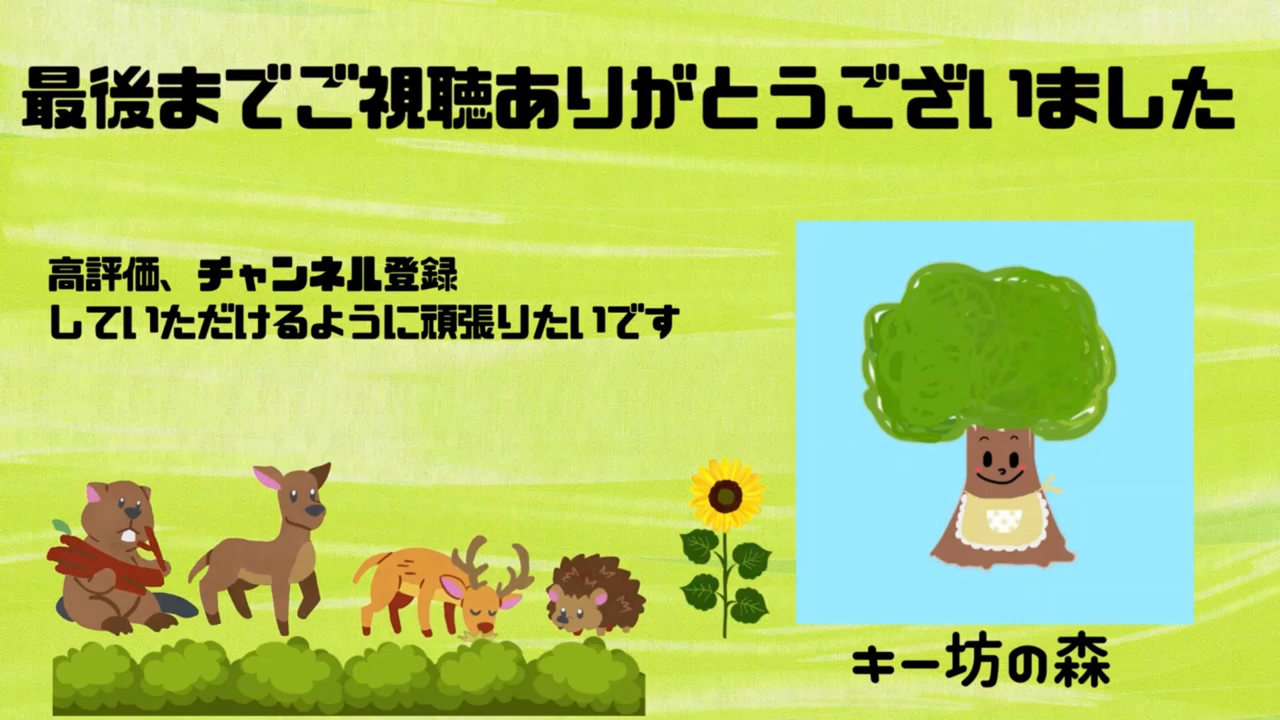 最後までご視聴ありがとうございました
高評価、チャンネル登録
していただけるように頑張りたいです
キー坊の森